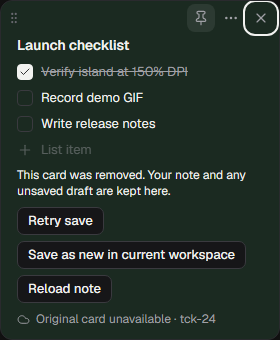 Launch checklist
Verify island at 150% DPI
Record demo GIF
Write release notes
List item
This card was removed. Your note and any
unsaved draft are kept here.
Retry save
Save as new in current workspace
Reload note
Original card unavailable · tck-24